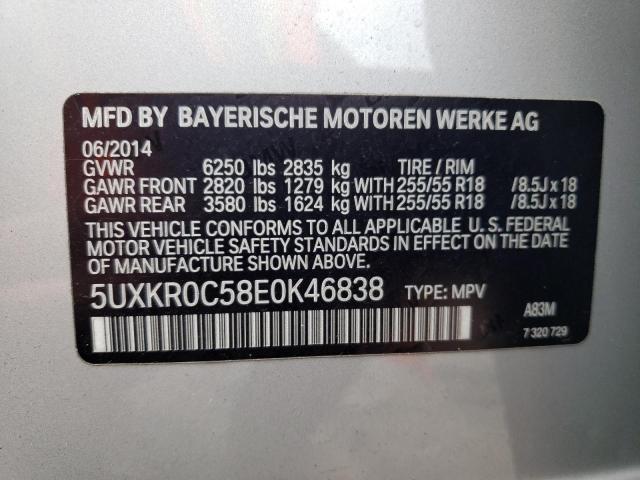 MFD BY BAYERISCHE MOTOREN WERKE AG
06/2014
GVWR 6250 lbs 2835 kg TIRE / RIM
GAWR FRONT 2820 lbs 1279 kg WITH 255/55 R18 /8.5J x 18
GAWR REAR 3580 lbs 1624 kg WITH 255/55 R18 /8.5J x 18
THIS VEHICLE CONFORMS TO ALL APPLICABLE U. S. FEDERAL
MOTOR VEHICLE SAFETY STANDARDS IN EFFECT ON THE DATE OF
MANUFACTURE SHOWN ABOVE.
5UXKR0C58E0K46838 TYPE: MPV
A83M
7 320 729